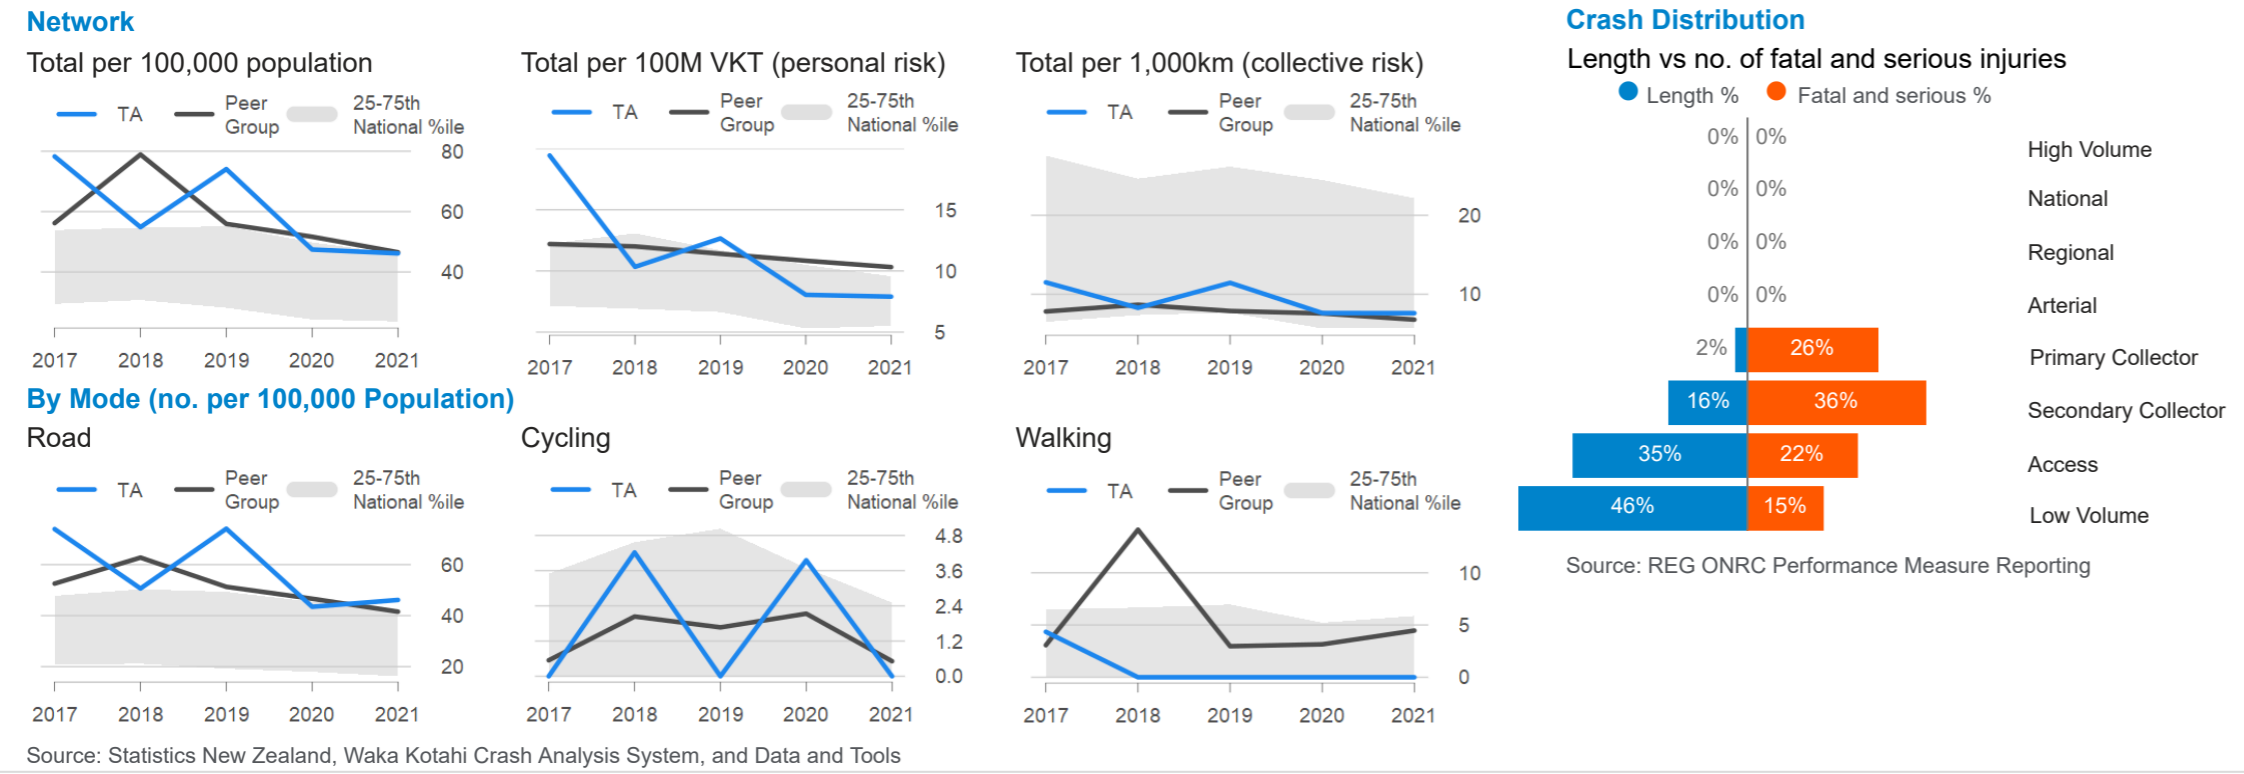 Network
Total per 100,000 population
TA
Peer
Group
25-75th
National %ile
80
60
40
2017 2018 2019 2020 2021
Total per 100M VKT (personal risk)
TA
Peer
Group
25-75th
National %ile
15
10
5
2017 2018 2019 2020 2021
Total per 1,000km (collective risk)
TA
Peer
Group
25-75th
National %ile
20
10
2017 2018 2019 2020 2021
By Mode (no. per 100,000 Population)
Road
TA
Peer
Group
25-75th
National %ile
60
40
20
2017 2018 2019 2020 2021
Cycling
TA
Peer
Group
25-75th
National %ile
4.8
3.6
2.4
1.2
0.0
2017 2018 2019 2020 2021
Walking
TA
Peer
Group
25-75th
National %ile
10
5
0
2017 2018 2019 2020 2021
Source: Statistics New Zealand, Waka Kotahi Crash Analysis System, and Data and Tools
Crash Distribution
Length vs no. of fatal and serious injuries
Length % Fatal and serious %
0% 0% High Volume
0% 0% National
0% 0% Regional
0% 0% Arterial
2% 26% Primary Collector
16% 36% Secondary Collector
35% 22% Access
46% 15% Low Volume
Source: REG ONRC Performance Measure Reporting